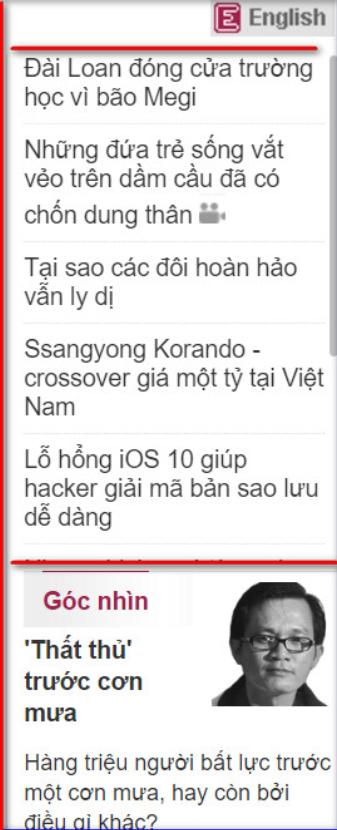 English
Đài Loan đóng cửa trường
học vì bão Megi
Những đứa trẻ sống vắt
vẻo trên dầm cầu đã có
chốn dung thân
Tại sao các đôi hoàn hảo
vẫn ly dị
Ssangyong Korando -
crossover giá một tỷ tại Việt
Nam
Lỗ hổng iOS 10 giúp
hacker giải mã bản sao lưu
dễ dàng
Góc nhìn
'Thất thủ'
trước cơn
mưa
Hàng triệu người bất lực trước
một cơn mưa, hay còn bởi
điều gì khác?